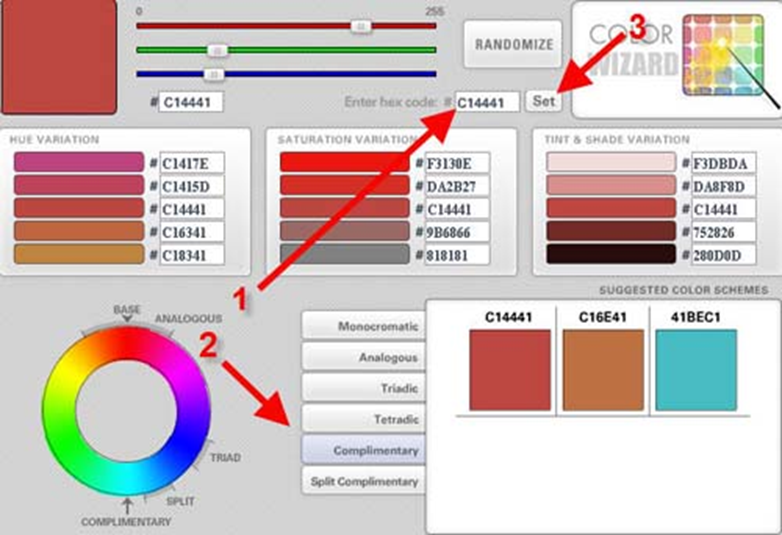 0 255
RANDOMIZE
COLOR
WIZARD
3
# C14441
Enter hex code: # C14441 Set
HUE VARIATION
# C1417E
# C1415D
# C14441
# C16341
# C18341
SATURATION VARIATION
# F3130E
# DA2B27
# C14441
# 9B6866
# 818181
TINT & SHADE VARIATION
# F3DBDA
# DA8F8D
# C14441
# 752826
# 280D0D
1
2
BASE
ANALOGOUS
TRIAD
SPLIT
COMPLIMENTARY
Monocromatic
Analogous
Triadic
Tetradic
Complimentary
Split Complimentary
SUGGESTED COLOR SCHEMES
C14441 C16E41 41BEC1